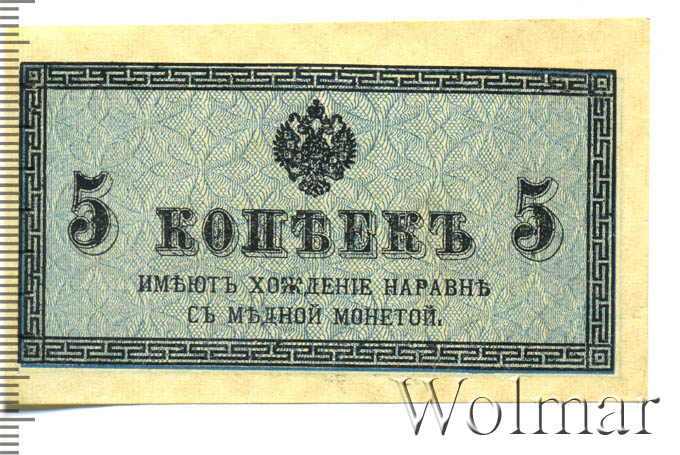 5 КОПѢЕКЪ 5
ИМѢЮТЪ ХОЖДЕНІЕ НАРАВНѢ
СЪ МѢДНОЙ МОНЕТОЙ.
Wolmar